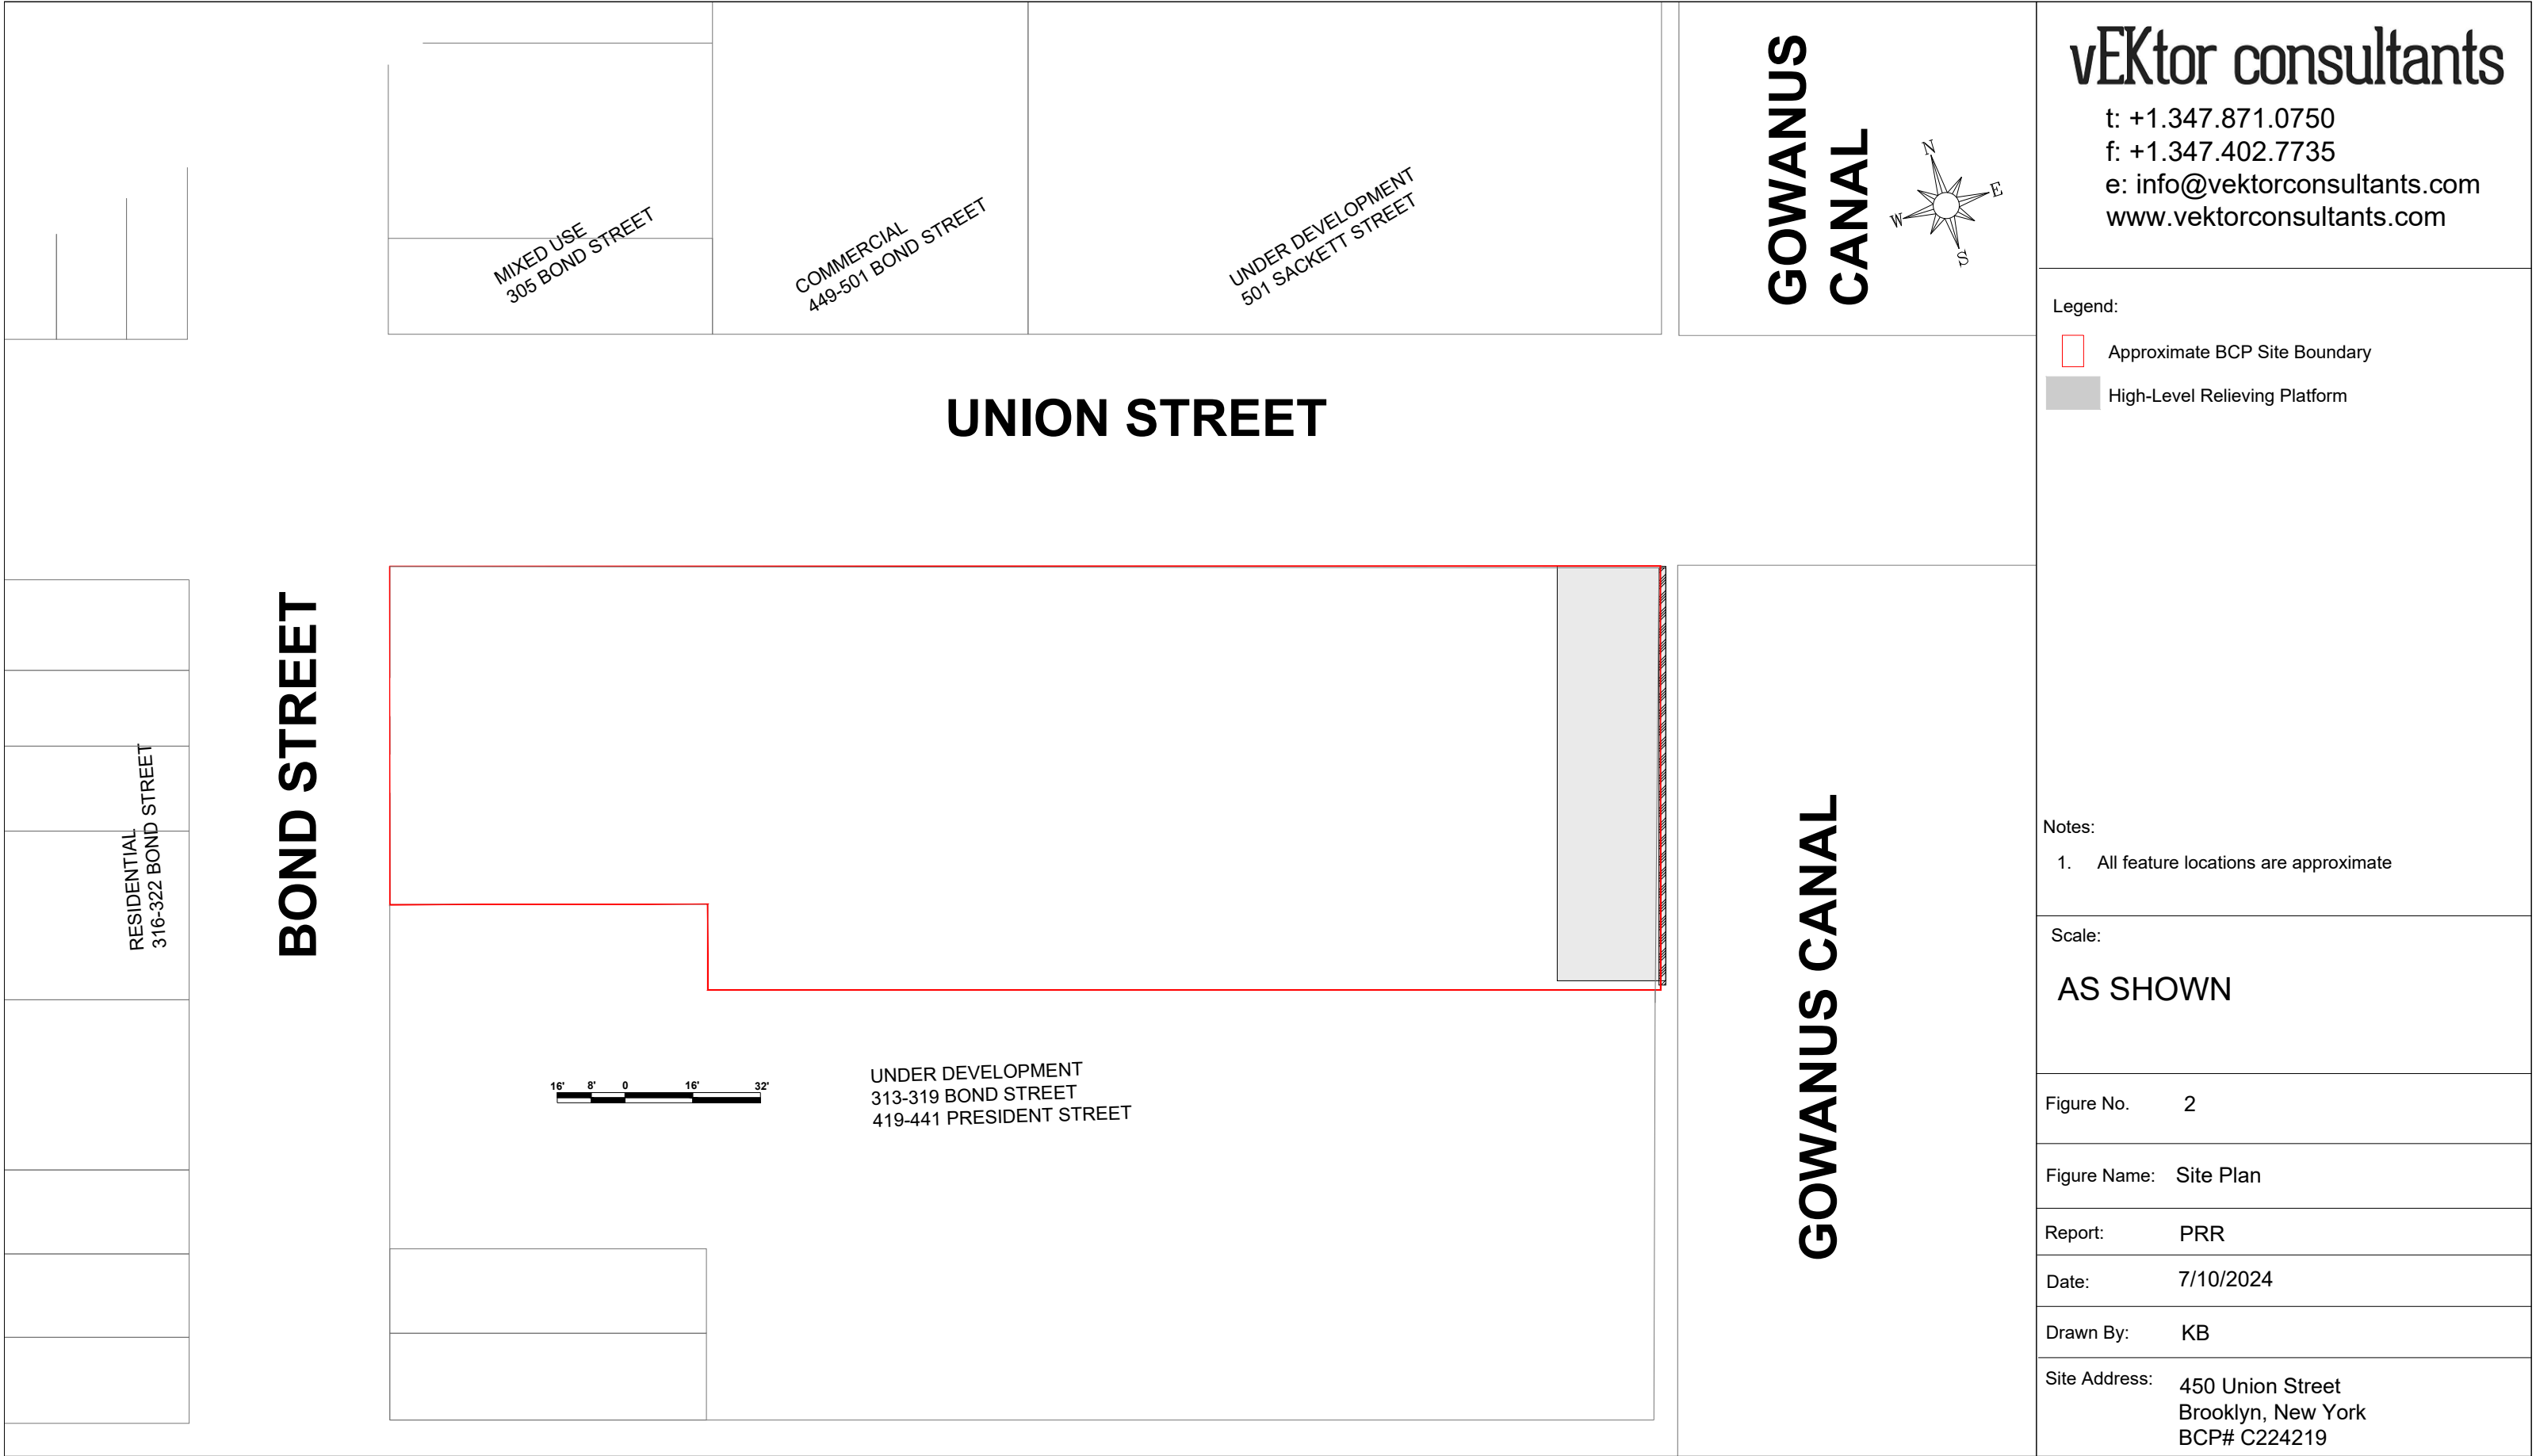 GOWANUS
CANAL
N
E
W
S
MIXED USE
305 BOND STREET
COMMERCIAL
449-501 BOND STREET
UNDER DEVELOPMENT
501 SACKETT STREET
UNION STREET
BOND STREET
RESIDENTIAL
316-322 BOND STREET
GOWANUS CANAL
16' 8' 0 16' 32'
UNDER DEVELOPMENT
313-319 BOND STREET
419-441 PRESIDENT STREET
vEKtor consultants
t: +1.347.871.0750
f: +1.347.402.7735
e: info@vektorconsultants.com
www.vektorconsultants.com
Legend:
Approximate BCP Site Boundary
High-Level Relieving Platform
Notes:
1. All feature locations are approximate
Scale:
AS SHOWN
Figure No. 2
Figure Name: Site Plan
Report: PRR
Date: 7/10/2024
Drawn By: KB
Site Address: 450 Union Street
Brooklyn, New York
BCP# C224219